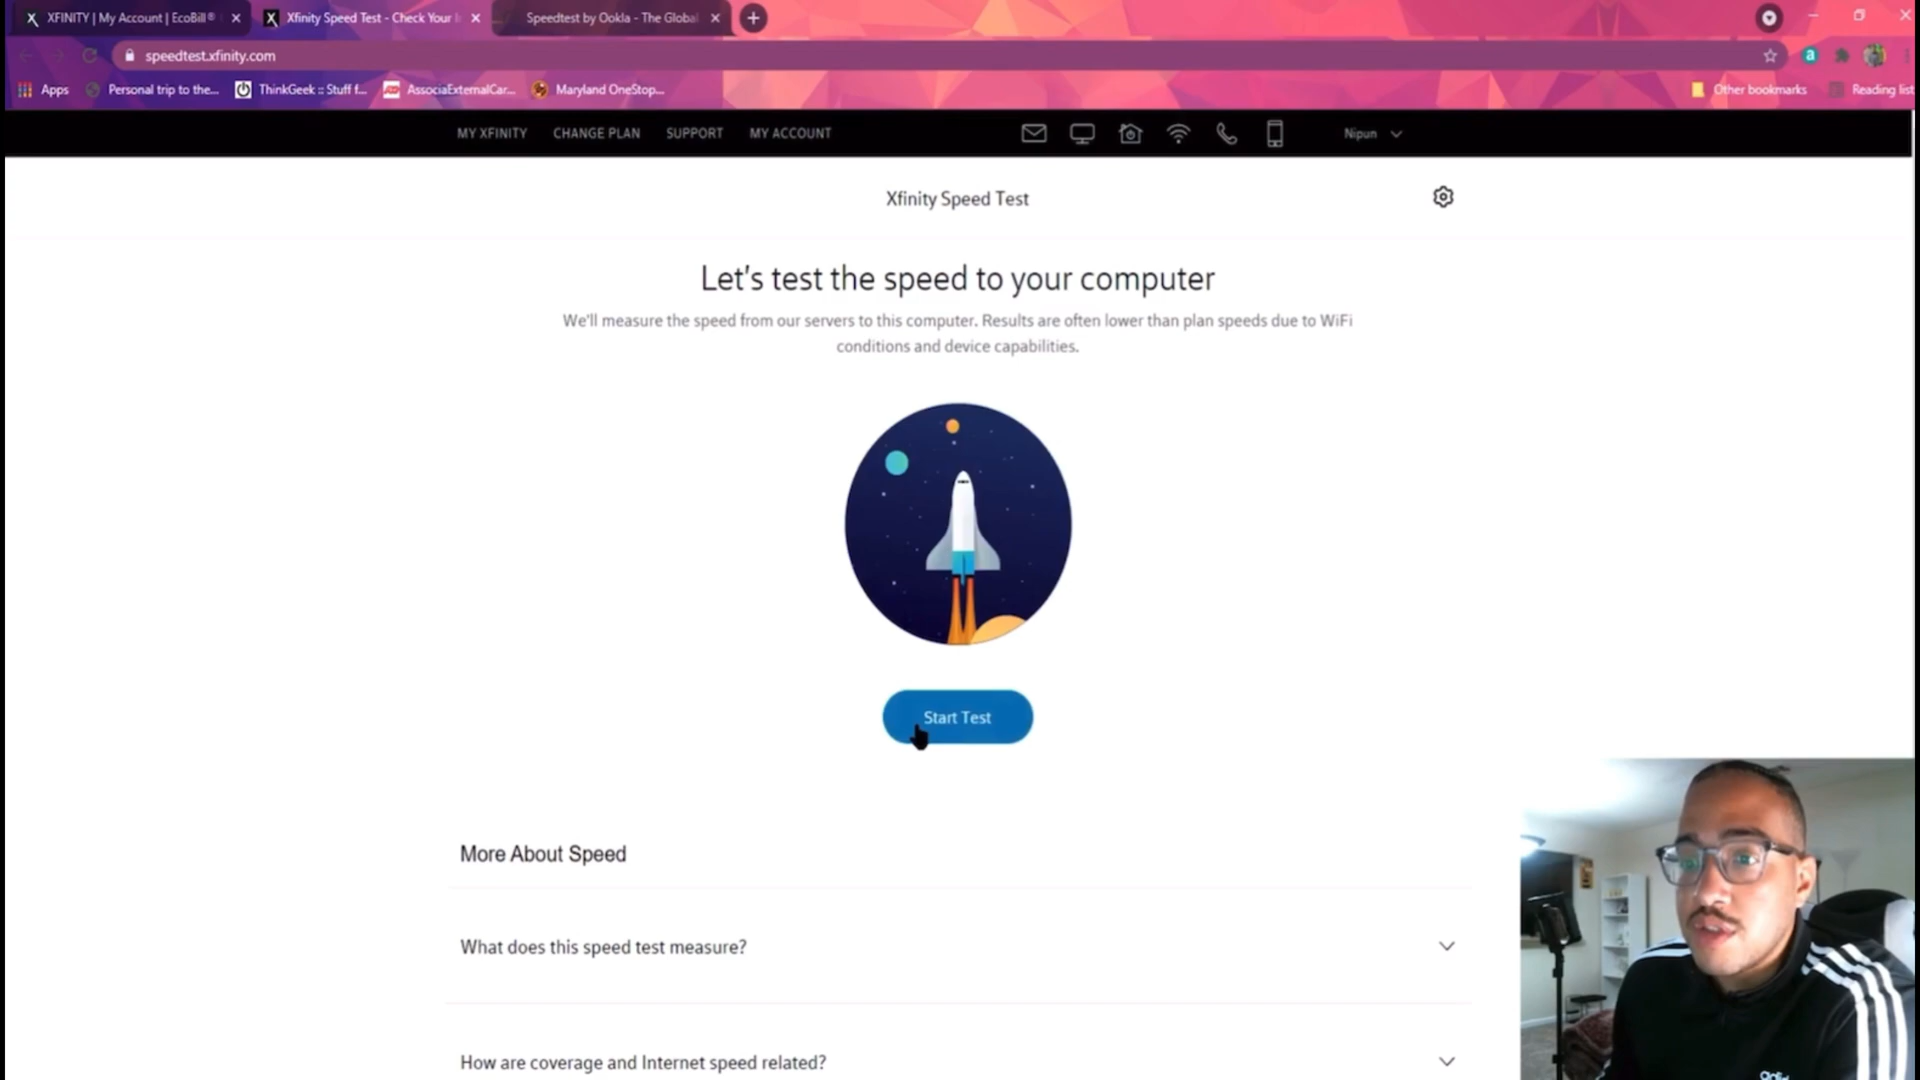 XFINITY | My Account | EcoBill®
Xfinity Speed Test - Check Your I
Speedtest by Ookla - The Global
speedtest.xfinity.com
Apps
Personal trip to the...
ThinkGeek :: Stuff f...
AssociaExternalCar...
Maryland OneStop...
Other bookmarks
Reading list
MY XFINITY CHANGE PLAN SUPPORT MY ACCOUNT
Nipun
Xfinity Speed Test
Let's test the speed to your computer
We'll measure the speed from our servers to this computer. Results are often lower than plan speeds due to WiFi
conditions and device capabilities.
Start Test
More About Speed
What does this speed test measure?
How are coverage and Internet speed related?